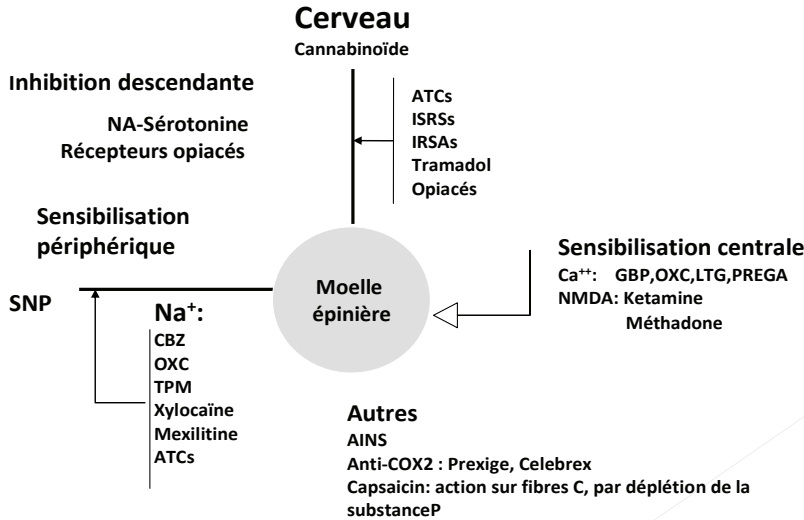 Cerveau
Cannabinoïde
Inhibition descendante
NA-Sérotonine
Récepteurs opiacés
ATCs
ISRSs
IRSAs
Tramadol
Opiacés
Sensibilisation
périphérique
SNP
Na⁺:
CBZ
OXC
TPM
Xylocaïne
Mexilitine
ATCs
Moelle
épinière
Sensibilisation centrale
Ca⁺⁺: GBP,OXC,LTG,PREGA
NMDA: Ketamine
Méthadone
Autres
AINS
Anti-COX2 : Prexige, Celebrex
Capsaicin: action sur fibres C, par déplétion de la
substanceP